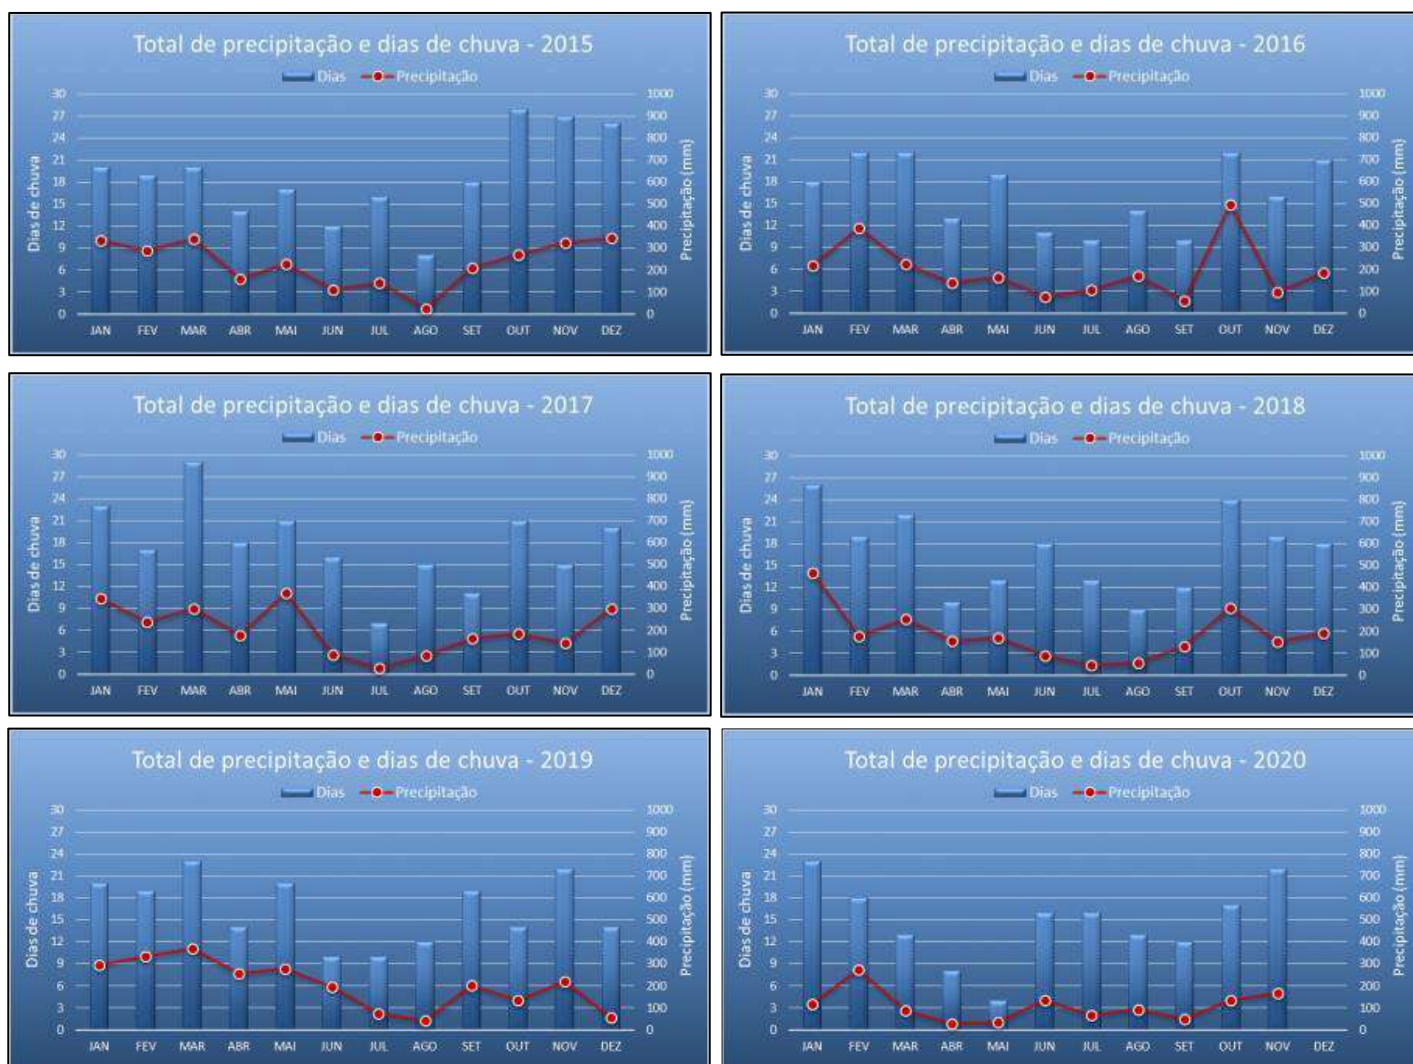 Total de precipitação e dias de chuva - 2015
Dias Precipitação
30 1000
27 900
24 800
21 700
18 600
15 500
12 400
9 300
6 200
3 100
0 0
Dias de chuva
Precipitação (mm)
JAN FEV MAR ABR MAI JUN JUL AGO SET OUT NOV DEZ
Total de precipitação e dias de chuva - 2016
Dias Precipitação
30 1000
27 900
24 800
21 700
18 600
15 500
12 400
9 300
6 200
3 100
0 0
Dias de chuva
Precipitação (mm)
JAN FEV MAR ABR MAI JUN JUL AGO SET OUT NOV DEZ
Total de precipitação e dias de chuva - 2017
Dias Precipitação
30 1000
27 900
24 800
21 700
18 600
15 500
12 400
9 300
6 200
3 100
0 0
Dias de chuva
Precipitação (mm)
JAN FEV MAR ABR MAI JUN JUL AGO SET OUT NOV DEZ
Total de precipitação e dias de chuva - 2018
Dias Precipitação
30 1000
27 900
24 800
21 700
18 600
15 500
12 400
9 300
6 200
3 100
0 0
Dias de chuva
Precipitação (mm)
JAN FEV MAR ABR MAI JUN JUL AGO SET OUT NOV DEZ
Total de precipitação e dias de chuva - 2019
Dias Precipitação
30 1000
27 900
24 800
21 700
18 600
15 500
12 400
9 300
6 200
3 100
0 0
Dias de chuva
Precipitação (mm)
JAN FEV MAR ABR MAI JUN JUL AGO SET OUT NOV DEZ
Total de precipitação e dias de chuva - 2020
Dias Precipitação
30 1000
27 900
24 800
21 700
18 600
15 500
12 400
9 300
6 200
3 100
0 0
Dias de chuva
Precipitação (mm)
JAN FEV MAR ABR MAI JUN JUL AGO SET OUT NOV DEZ